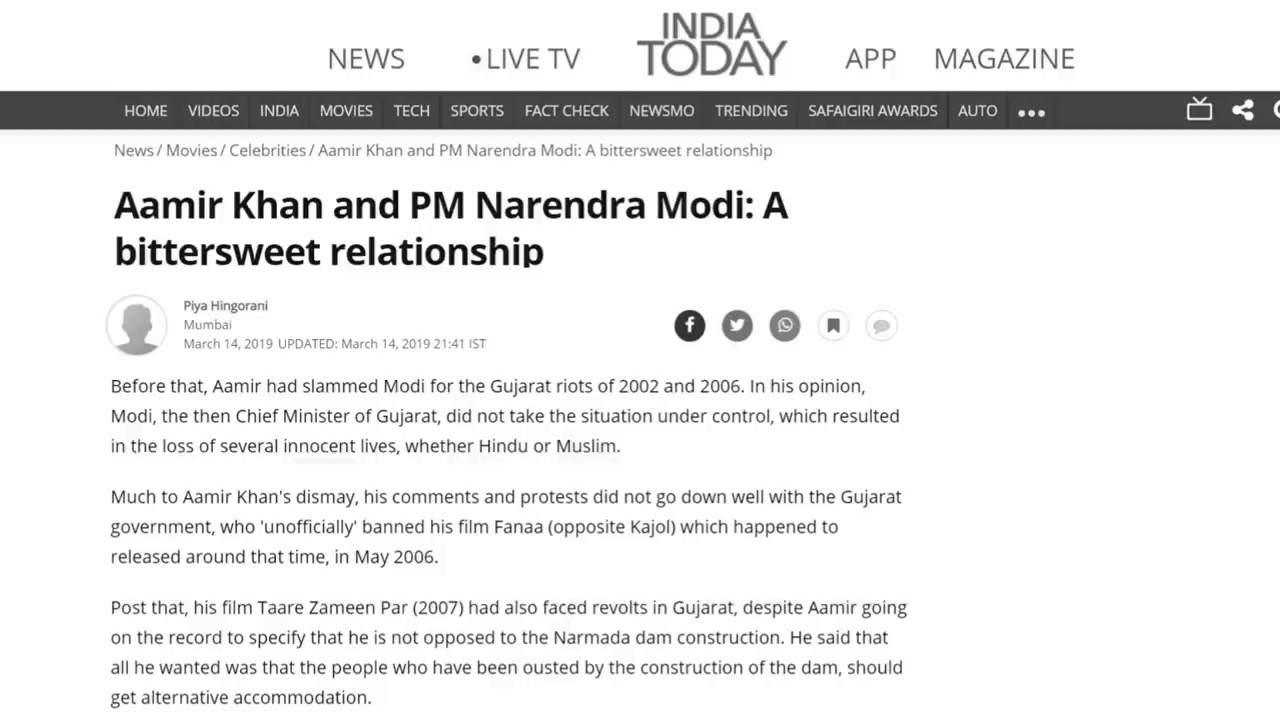 NEWS
•LIVE TV
INDIA
TODAY
APP
MAGAZINE
HOME VIDEOS INDIA MOVIES TECH SPORTS FACT CHECK NEWSMO TRENDING SAFAIGIRI AWARDS AUTO •••
News / Movies / Celebrities / Aamir Khan and PM Narendra Modi: A bittersweet relationship
Aamir Khan and PM Narendra Modi: A
bittersweet relationship
Piya Hingorani
Mumbai
March 14, 2019 UPDATED: March 14, 2019 21:41 IST
Before that, Aamir had slammed Modi for the Gujarat riots of 2002 and 2006. In his opinion,
Modi, the then Chief Minister of Gujarat, did not take the situation under control, which resulted
in the loss of several innocent lives, whether Hindu or Muslim.
Much to Aamir Khan's dismay, his comments and protests did not go down well with the Gujarat
government, who 'unofficially' banned his film Fanaa (opposite Kajol) which happened to
released around that time, in May 2006.
Post that, his film Taare Zameen Par (2007) had also faced revolts in Gujarat, despite Aamir going
on the record to specify that he is not opposed to the Narmada dam construction. He said that
all he wanted was that the people who have been ousted by the construction of the dam, should
get alternative accommodation.